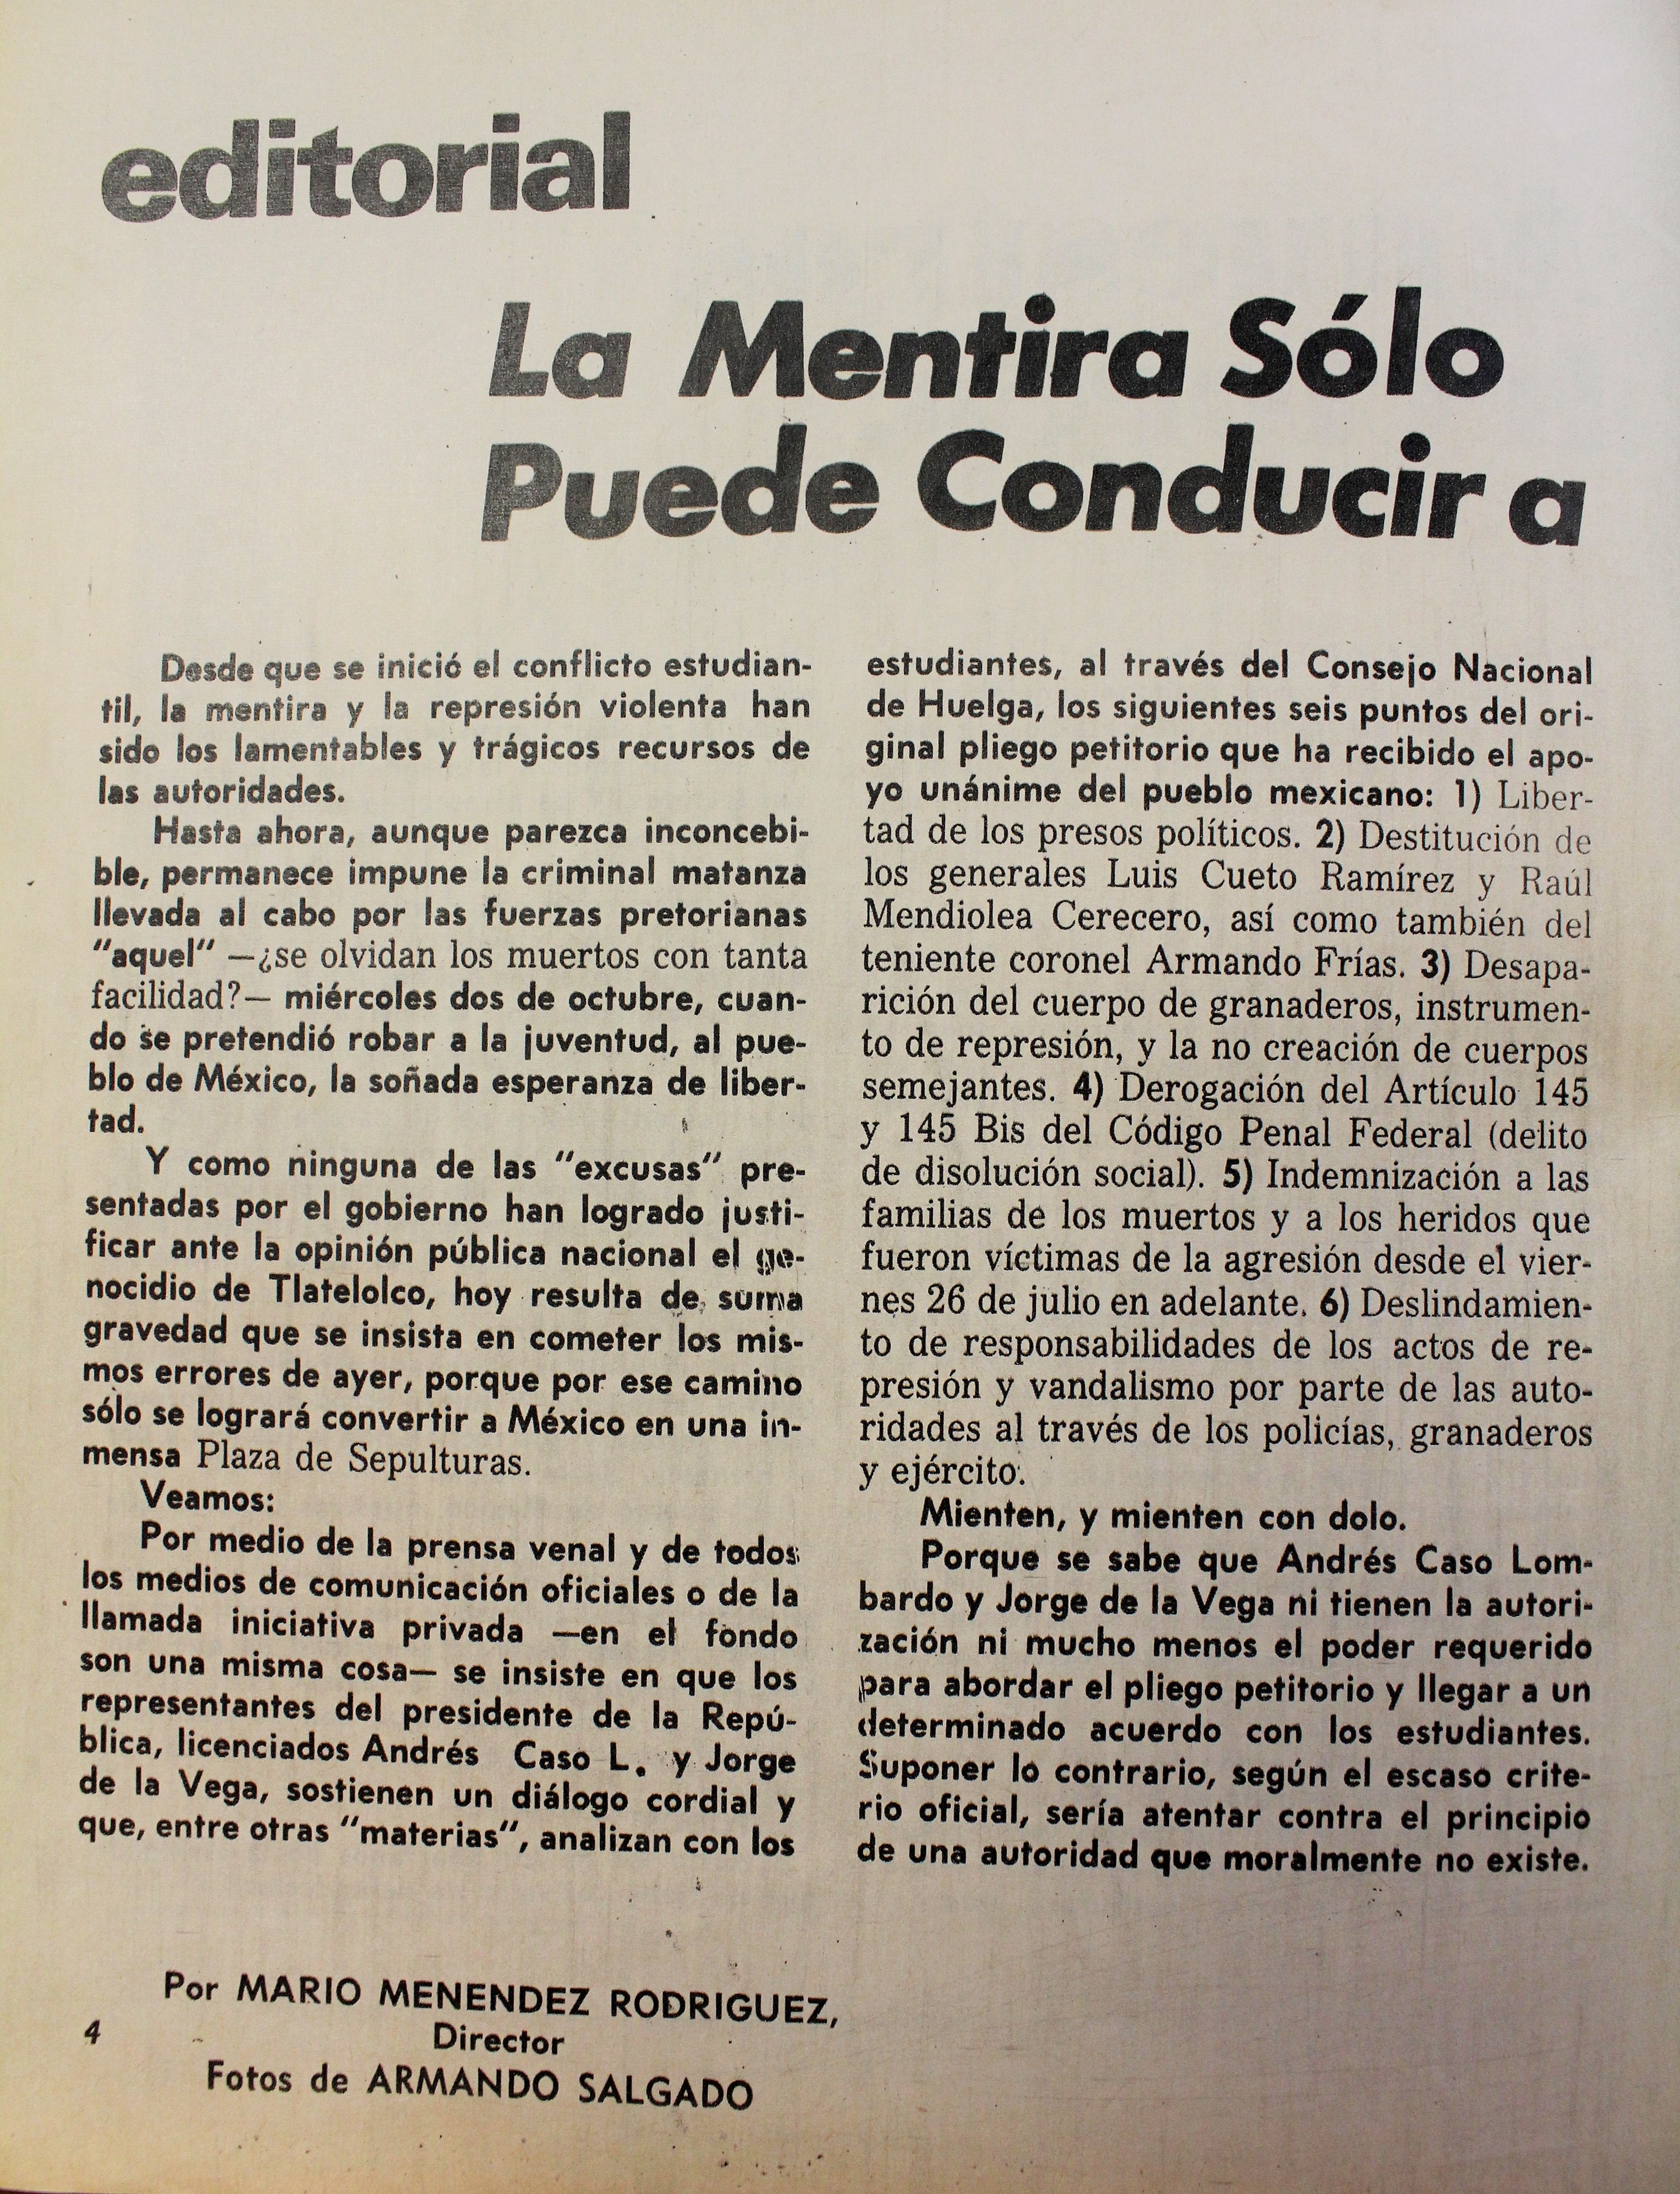 editorial
La Mentira Sólo
Puede Conducir a
Desde que se inició el conflicto estudian-
til, la mentira y la represión violenta han
sido los lamentables y trágicos recursos de
las autoridades.
Hasta ahora, aunque parezca inconcebi-
ble, permanece impune la criminal matanza
llevada al cabo por las fuerzas pretorianas
"aquel" —¿se olvidan los muertos con tanta
facilidad?— miércoles dos de octubre, cuan-
do se pretendió robar a la juventud, al pue-
blo de México, la soñada esperanza de liber-
tad.
Y como ninguna de las "excusas" pre-
sentadas por el gobierno han logrado justi-
ficar ante la opinión pública nacional el ge-
nocidio de Tlatelolco, hoy resulta de suma
gravedad que se insista en cometer los mis-
mos errores de ayer, porque por ese camino
sólo se logrará convertir a México en una in-
mensa Plaza de Sepulturas.
Veamos:
Por medio de la prensa venal y de todos
los medios de comunicación oficiales o de la
llamada iniciativa privada —en el fondo
son una misma cosa— se insiste en que los
representantes del presidente de la Repú-
blica, licenciados Andrés Caso L. y Jorge
de la Vega, sostienen un diálogo cordial y
que, entre otras "materias", analizan con los
estudiantes, al través del Consejo Nacional
de Huelga, los siguientes seis puntos del ori-
ginal pliego petitorio que ha recibido el apo-
yo unánime del pueblo mexicano: 1) Liber-
tad de los presos políticos. 2) Destitución de
los generales Luis Cueto Ramírez y Raúl
Mendiolea Cerecero, así como también del
teniente coronel Armando Frías. 3) Desapa-
rición del cuerpo de granaderos, instrumen-
to de represión, y la no creación de cuerpos
semejantes. 4) Derogación del Artículo 145
y 145 Bis del Código Penal Federal (delito
de disolución social). 5) Indemnización a las
familias de los muertos y a los heridos que
fueron víctimas de la agresión desde el vier-
nes 26 de julio en adelante. 6) Deslindamien-
to de responsabilidades de los actos de re-
presión y vandalismo por parte de las auto-
ridades al través de los policías, granaderos
y ejército.
Mienten, y mienten con dolo.
Porque se sabe que Andrés Caso Lom-
bardo y Jorge de la Vega ni tienen la autori-
zación ni mucho menos el poder requerido
para abordar el pliego petitorio y llegar a un
determinado acuerdo con los estudiantes.
Suponer lo contrario, según el escaso crite-
rio oficial, sería atentar contra el principio
de una autoridad que moralmente no existe.
Por MARIO MENENDEZ RODRIGUEZ,
Director
Fotos de ARMANDO SALGADO
4